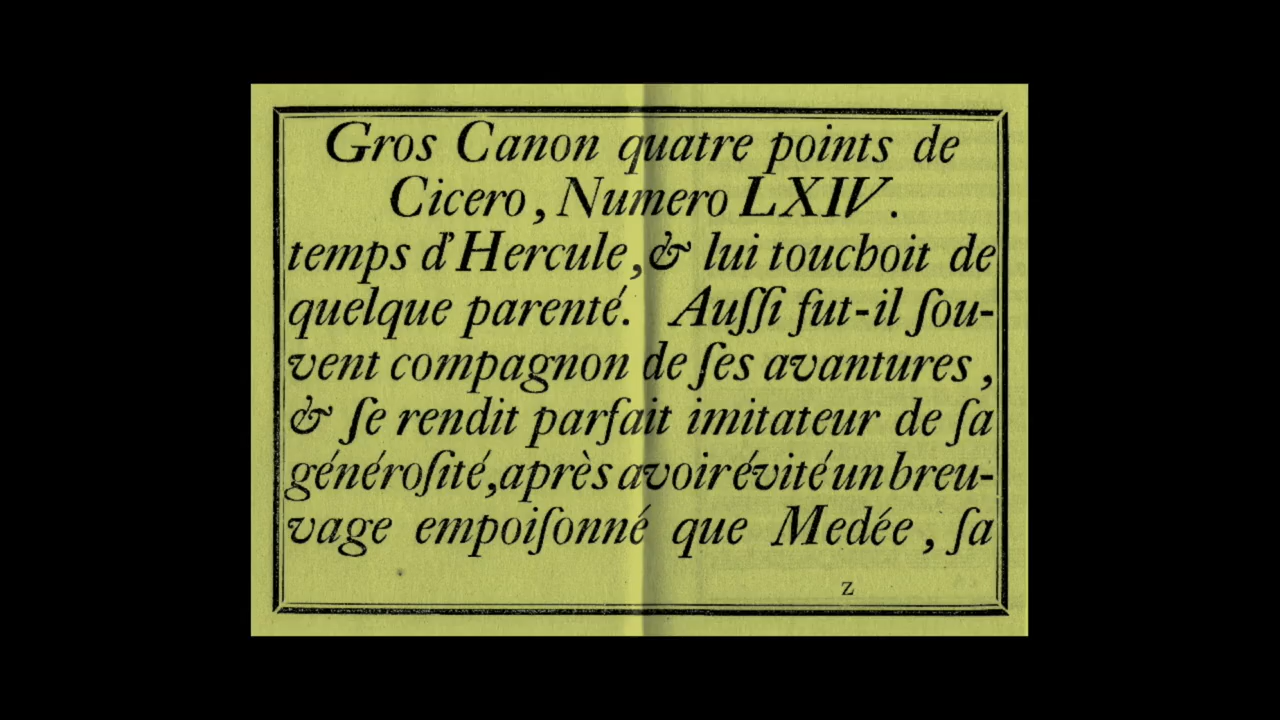 Gros Canon quatre points de
Cicero, Numero LXIV.
temps d'Hercule, & lui touchoit de
quelque parenté. Auſſi fut-il ſou-
vent compagnon de ſes avantures,
& ſe rendit parfait imitateur de ſa
généroſité, après avoir évité un breu-
vage empoiſonné que Medée, ſa
Z